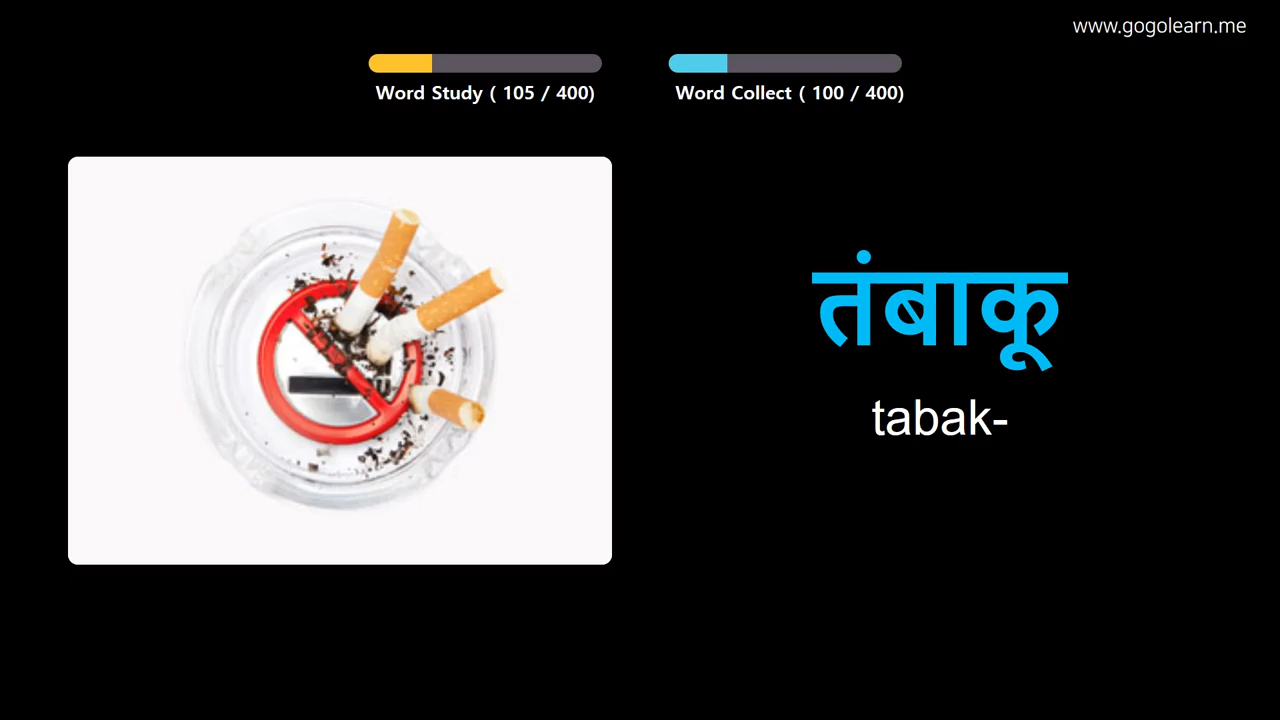 www.gogolearn.me
Word Study ( 105 / 400)
Word Collect ( 100 / 400)
तंबाकू
tabak-